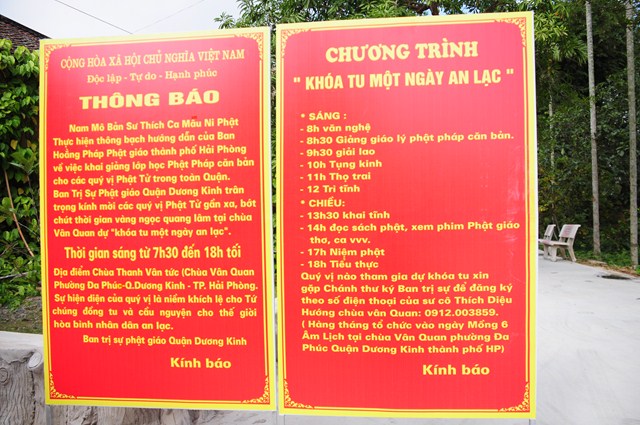 CỘNG HÒA XÃ HỘI CHỦ NGHĨA VIỆT NAM
Độc lập - Tự do - Hạnh phúc
THÔNG BÁO
Nam Mô Bản Sư Thích Ca Mâu Ni Phật
Thực hiện thông bạch hướng dẫn của Ban
Hoằng Pháp Phật giáo thành phố Hải Phòng
về việc khai giảng lớp học Phật Pháp căn bản
cho các quý vị Phật Tử trong toàn Quận.
Ban Trị Sự Phật giáo Quận Dương Kinh trân
trọng kính mời các quý vị Phật Tử gần xa, bớt
chút thời gian vàng ngọc quang lâm tại chùa
Văn Quan dự "khóa tu một ngày an lạc".
Thời gian sáng từ 7h30 đến 18h tối
Địa điểm Chùa Thanh Vân tức (Chùa Văn Quan
Phường Đa Phúc-Q.Dương Kinh - TP. Hải Phòng.
Sự hiện diện của quý vị là niềm khích lệ cho Tứ
chúng đồng tu và cầu nguyện cho thế giới
hòa bình nhân dân an lạc.
Ban trị sự phật giáo Quận Dương Kinh
Kính báo
CHƯƠNG TRÌNH
" KHÓA TU MỘT NGÀY AN LẠC "
* SÁNG :
- 8h văn nghệ
- 8h30 Giảng giáo lý phật pháp căn bản.
- 9h30 giải lao
- 10h Tụng kinh
- 11h Thọ trai
- 12 Trì tĩnh
* CHIỀU:
- 13h30 khai tĩnh
- 14h đọc sách phật, xem phim Phật giáo
thơ, ca vvv.
- 17h Niệm phật
- 18h Tiểu thực
Quý vị nào tham gia dự khóa tu xin
gặp Chánh thư ký Ban trị sự để đăng ký
theo số điện thoại của sư cô Thích Diệu
Hướng chùa văn Quan: 0912.003859.
( Hàng tháng tổ chức vào ngày Mồng 6
Âm Lịch tại chùa Văn Quan phường Đa
Phúc Quận Dương Kinh thành phố HP)
Kính báo